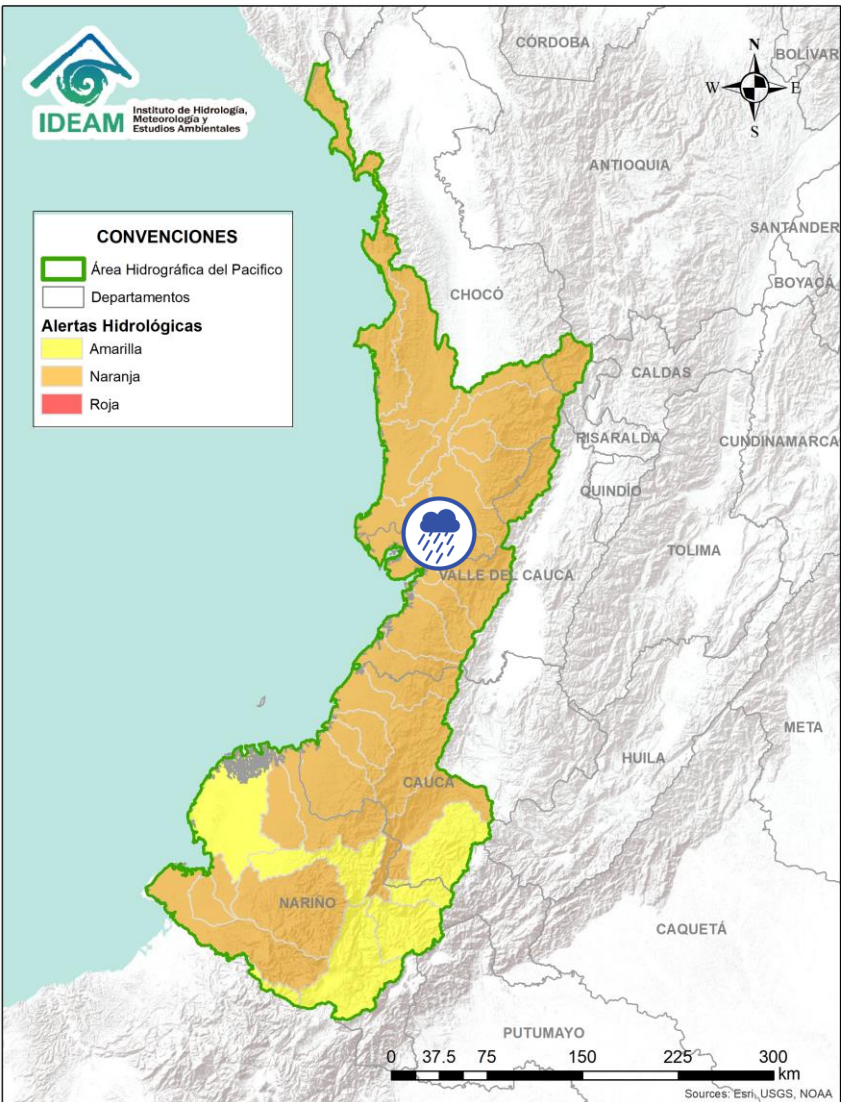 IDEAM
Instituto de Hidrología,
Meteorología y
Estudios Ambientales
N
W
E
S
CÓRDOBA
BOLÍVAR
ANTIOQUIA
SANTANDER
BOYACÁ
CHOCÓ
CALDAS
RISARALDA
CUNDINAMARCA
QUINDÍO
TOLIMA
VALLE DEL CAUCA
META
HUILA
CAUCA
NARIÑO
CAQUETÁ
PUTUMAYO
CONVENCIONES
Área Hidrográfica del Pacifico
Departamentos
Alertas Hidrológicas
Amarilla
Naranja
Roja
0 37.5 75 150 225 300
km
Sources: Esri, USGS, NOAA